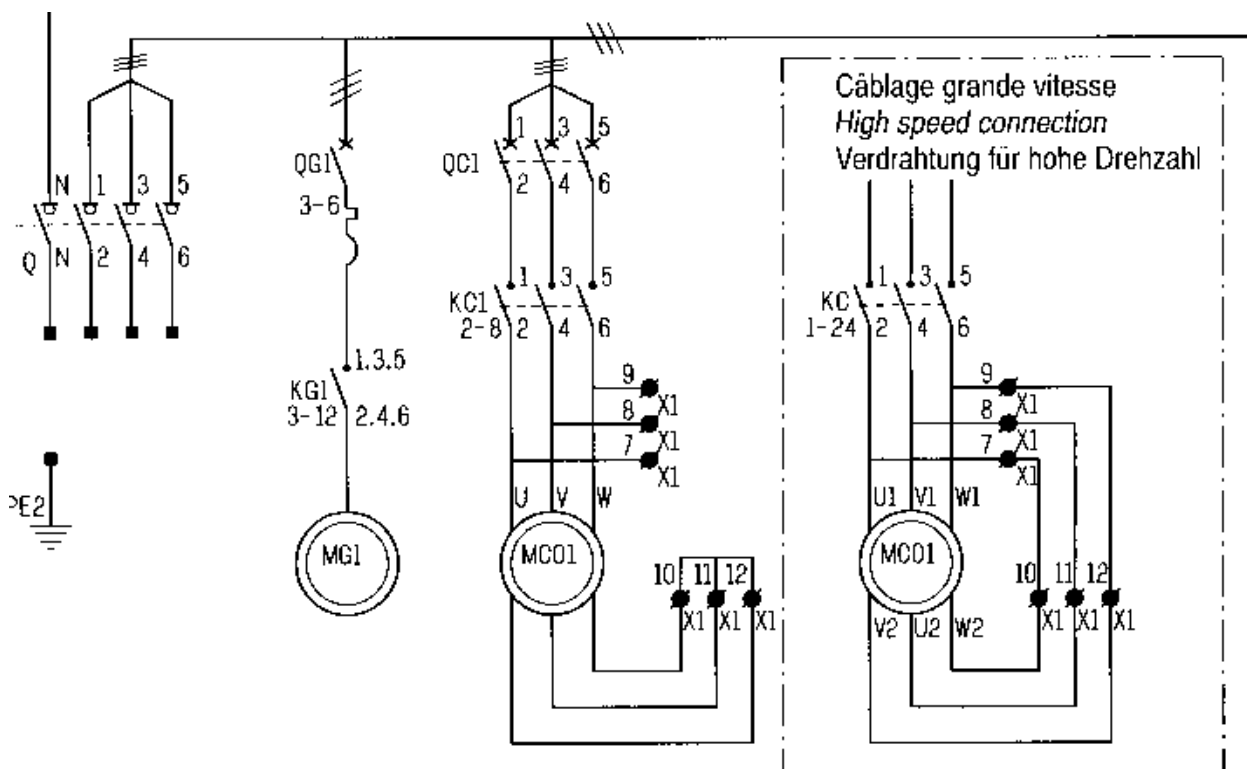 Câblage grande vitesse
High speed connection
Verdrahtung für hohe Drehzahl
N 1 3 5
Q N 2 4 6
PE2
QG1
3-6
1.3.5
KG1
3-12 2.4.6
MG1
1 3 5
QC1
2 4 6
1 3 5
KC1
2-8 2 4 6
9
X1
8
X1
7
X1
U V W
MC01
10 11 12
X1 X1 X1
1 3 5
KC
1-24 2 4 6
9
X1
8
X1
7
X1
U1 V1 W1
MC01
10 11 12
X1 X1 X1
V2 U2 W2